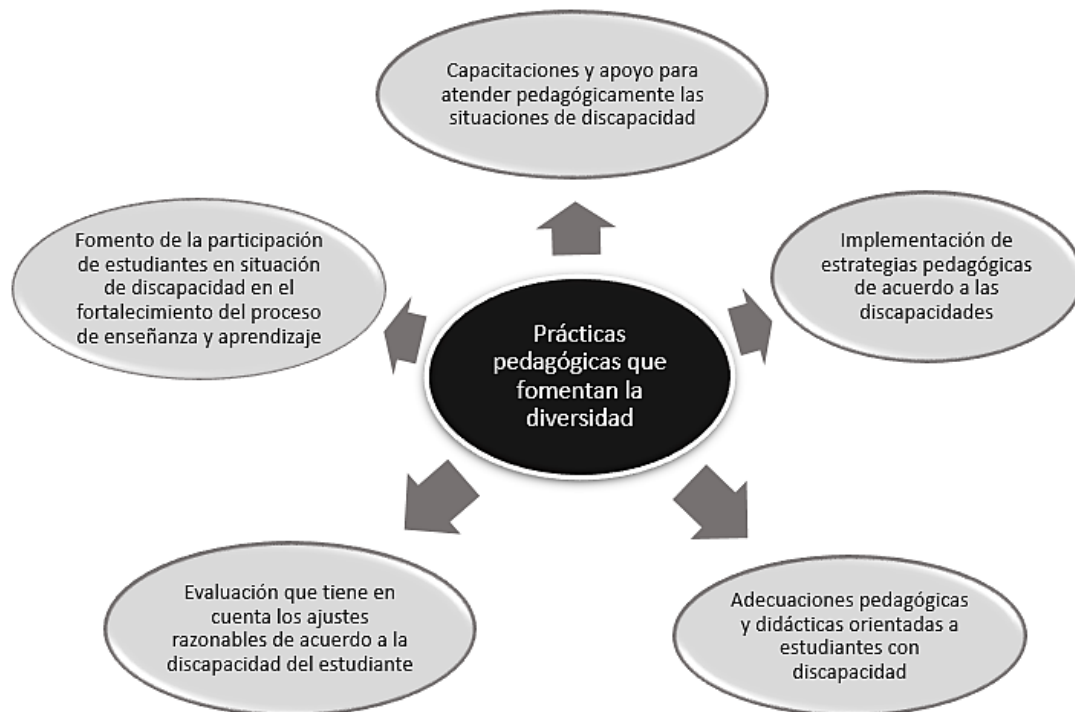 Capacitaciones y apoyo para
atender pedagógicamente las
situaciones de discapacidad
Fomento de la participación
de estudiantes en situación
de discapacidad en el
fortalecimiento del proceso
de enseñanza y aprendizaje
Implementación de
estrategias pedagógicas
de acuerdo a las
discapacidades
Prácticas
pedagógicas que
fomentan la
diversidad
Evaluación que tiene en
cuenta los ajustes
razonables de acuerdo a la
discapacidad del estudiante
Adecuaciones pedagógicas
y didácticas orientadas a
estudiantes con
discapacidad